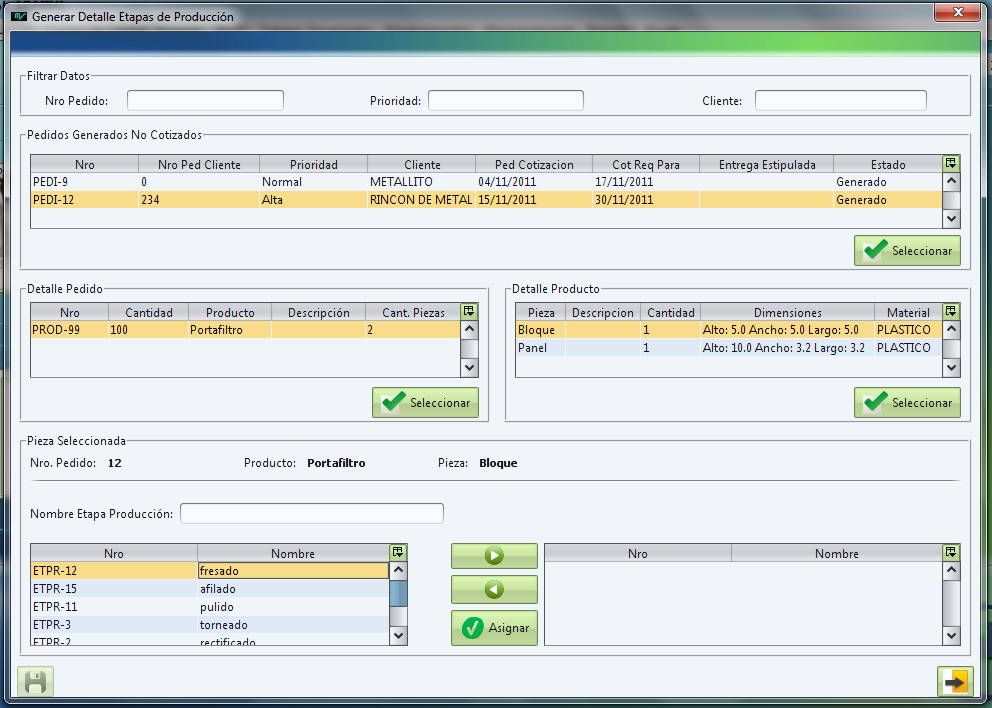 Generar Detalle Etapas de Producción
Filtrar Datos
Nro Pedido: Prioridad: Cliente:
Pedidos Generados No Cotizados
Nro Nro Ped Cliente Prioridad Cliente Ped Cotizacion Cot Req Para Entrega Estipulada Estado
PEDI-9 0 Normal METALLITO 04/11/2011 17/11/2011 Generado
PEDI-12 234 Alta RINCON DE METAL 15/11/2011 30/11/2011 Generado
Seleccionar
Detalle Pedido
Nro Cantidad Producto Descripción Cant. Piezas
PROD-99 100 Portafiltro 2
Seleccionar
Detalle Producto
Pieza Descripcion Cantidad Dimensiones Material
Bloque 1 Alto: 5.0 Ancho: 5.0 Largo: 5.0 PLASTICO
Panel 1 Alto: 10.0 Ancho: 3.2 Largo: 3.2 PLASTICO
Seleccionar
Pieza Seleccionada
Nro. Pedido: 12 Producto: Portafiltro Pieza: Bloque
Nombre Etapa Producción:
Nro Nombre
ETPR-12 fresado
ETPR-15 afilado
ETPR-11 pulido
ETPR-3 torneado
ETPR-2 rectificado
Asignar
Nro Nombre